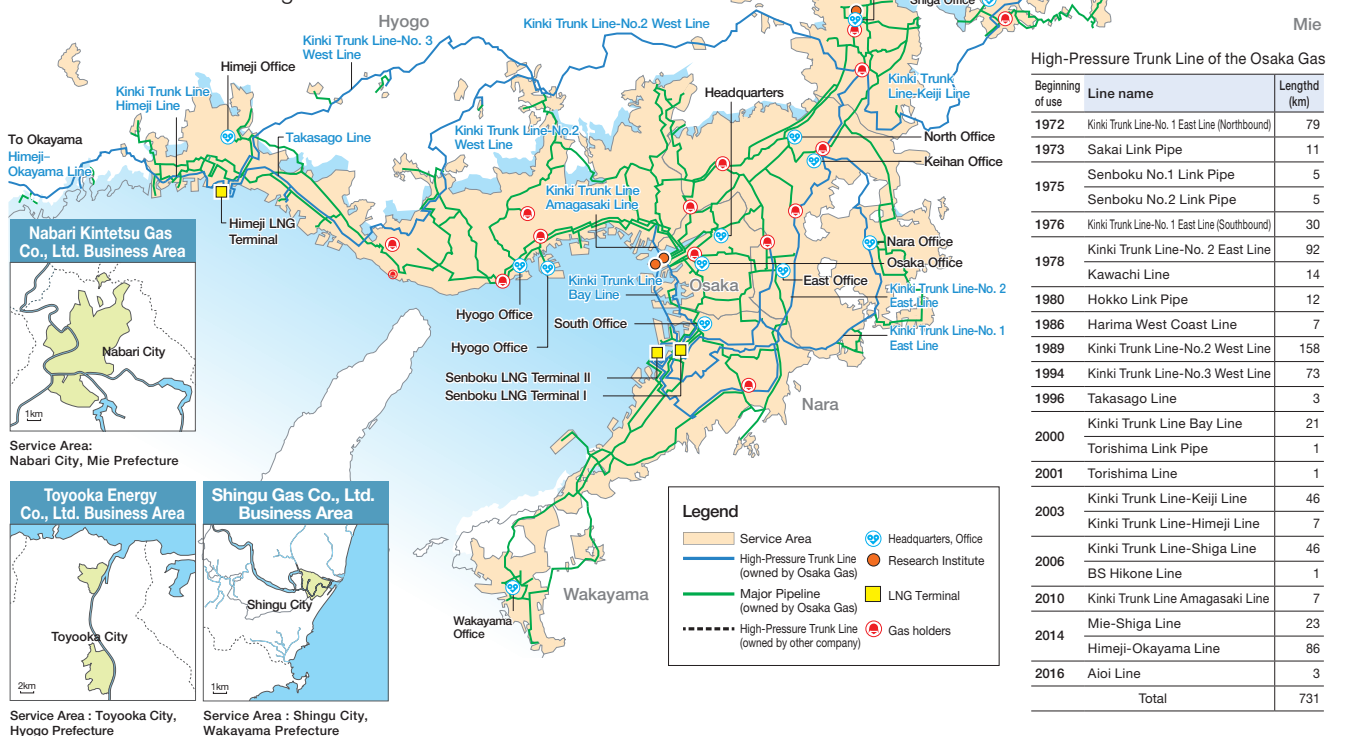 Hyogo
Kinki Trunk Line-No.2 West Line
Kinki Trunk Line-No. 3
West Line
Himeji Office
Kinki Trunk Line
Himeji Line
To Okayama
Himeji-
Okayama Line
Takasago Line
Himeji LNG
Terminal
Kinki Trunk Line-No.2
West Line
Kinki Trunk Line
Amagasaki Line
Headquarters
Shiga Office
Mie
Kinki Trunk
Line-Keiji Line
North Office
Keihan Office
Nara Office
Osaka Office
East Office
Kinki Trunk Line-No. 2
East Line
Kinki Trunk Line-No. 1
East Line
Kinki Trunk Line
Bay Line
Osaka
Hyogo Office
South Office
Hyogo Office
Senboku LNG Terminal II
Senboku LNG Terminal I
Nara
Wakayama
Wakayama
Office
Nabari Kintetsu Gas
Co., Ltd. Business Area
Nabari City
1km
Service Area:
Nabari City, Mie Prefecture
Toyooka Energy
Co., Ltd. Business Area
Toyooka City
2km
Service Area : Toyooka City,
Hyogo Prefecture
Shingu Gas Co., Ltd.
Business Area
Shingu City
1km
Service Area : Shingu City,
Wakayama Prefecture
Legend
Service Area
High-Pressure Trunk Line
(owned by Osaka Gas)
Major Pipeline
(owned by Osaka Gas)
High-Pressure Trunk Line
(owned by other company)
Headquarters, Office
Research Institute
LNG Terminal
Gas holders
High-Pressure Trunk Line of the Osaka Gas
Beginning of use Line name Lengthd (km)
1972 Kinki Trunk Line-No. 1 East Line (Northbound) 79
1973 Sakai Link Pipe 11
1975 Senboku No.1 Link Pipe 5
Senboku No.2 Link Pipe 5
1976 Kinki Trunk Line-No. 1 East Line (Southbound) 30
1978 Kinki Trunk Line-No. 2 East Line 92
Kawachi Line 14
1980 Hokko Link Pipe 12
1986 Harima West Coast Line 7
1989 Kinki Trunk Line-No.2 West Line 158
1994 Kinki Trunk Line-No.3 West Line 73
1996 Takasago Line 3
2000 Kinki Trunk Line Bay Line 21
Torishima Link Pipe 1
2001 Torishima Line 1
2003 Kinki Trunk Line-Keiji Line 46
Kinki Trunk Line-Himeji Line 7
2006 Kinki Trunk Line-Shiga Line 46
BS Hikone Line 1
2010 Kinki Trunk Line Amagasaki Line 7
2014 Mie-Shiga Line 23
Himeji-Okayama Line 86
2016 Aioi Line 3
Total 731